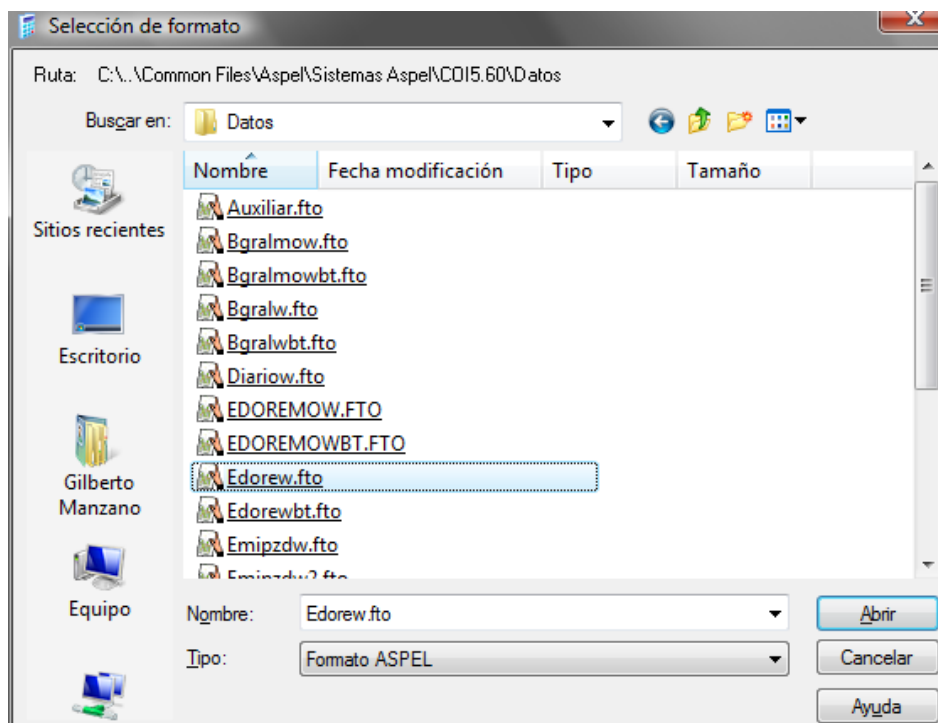 Selección de formato
X
Ruta: C:\..\Common Files\Aspel\Sistemas Aspel\COI5.60\Datos
Buscar en: Datos
Nombre Fecha modificación Tipo Tamaño
Sitios recientes
Escritorio
Gilberto
Manzano
Equipo
Auxiliar.fto
Bgralmow.fto
Bgralmowbt.fto
Bgralw.fto
Bgralwbt.fto
Diariow.fto
EDOREMOW.FTO
EDOREMOWBT.FTO
Edorew.fto
Edorewbt.fto
Emipzdw.fto
Emipzdw2.fto
Nombre: Edorew.fto Abrir
Tipo: Formato ASPEL Cancelar
Ayuda